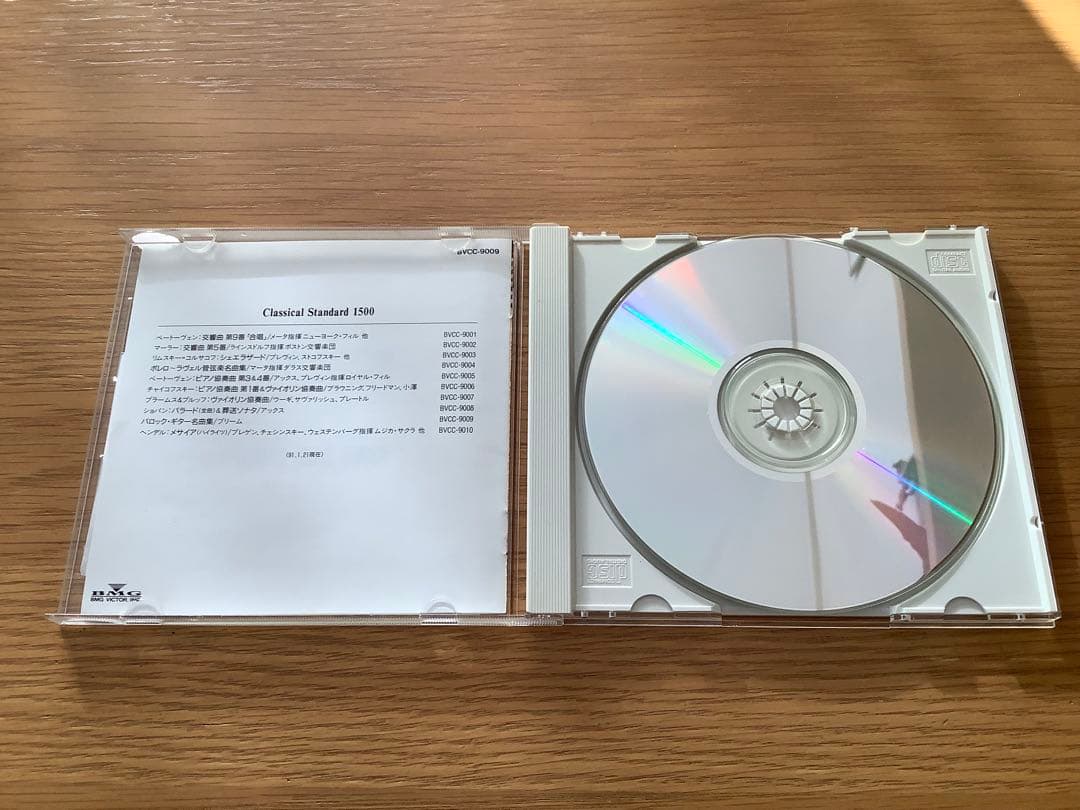 BVCC-9009
Classical Standard 1500
ベートーヴェン:交響曲 第9番「合唱」/メータ指揮ニューヨーク・フィル 他 BVCC-9001
マーラー:交響曲 第5番/ラインスドルフ指揮ボストン交響楽団 BVCC-9002
リムスキー=コルサコフ:シェエラザード/プレヴィン、ストコフスキー 他 BVCC-9003
ボレロ〜ラヴェル管弦楽名曲集/マータ指揮ダラス交響楽団 BVCC-9004
ベートーヴェン:ピアノ協奏曲 第3&4番/アックス、プレヴィン指揮ロイヤル・フィル BVCC-9005
チャイコフスキー:ピアノ協奏曲 第1番&ヴァイオリン協奏曲/ブラウニング、フリードマン、小澤 BVCC-9006
ブラームス&ブルッフ:ヴァイオリン協奏曲/ウーギ、サヴァリッシュ、プレートル BVCC-9007
ショパン:バラード(全曲)&葬送ソナタ/アックス BVCC-9008
バロック・ギター名曲集/ブリーム BVCC-9009
ヘンデル:メサイア(ハイライツ)/ブレゲン、チェシンスキー、ウェステンバーグ指揮 ムジカ・サクラ 他 BVCC-9010
(91.1.21現在)
BMG
BMG VICTOR, INC.
COMPACT
disc
DIGITAL AUDIO
COMPACT
disc
DIGITAL AUDIO